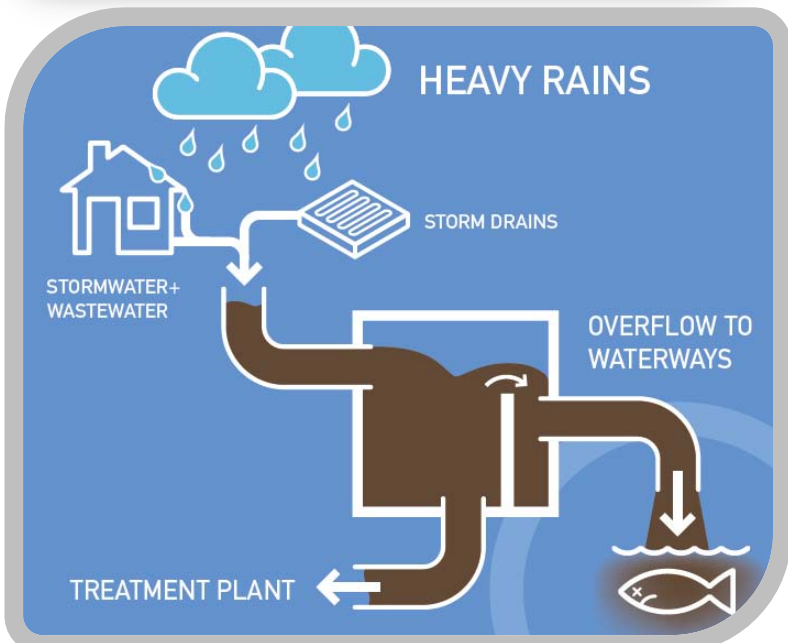 HEAVY RAINS
STORM DRAINS
STORMWATER+
WASTEWATER
OVERFLOW TO
WATERWAYS
TREATMENT PLANT